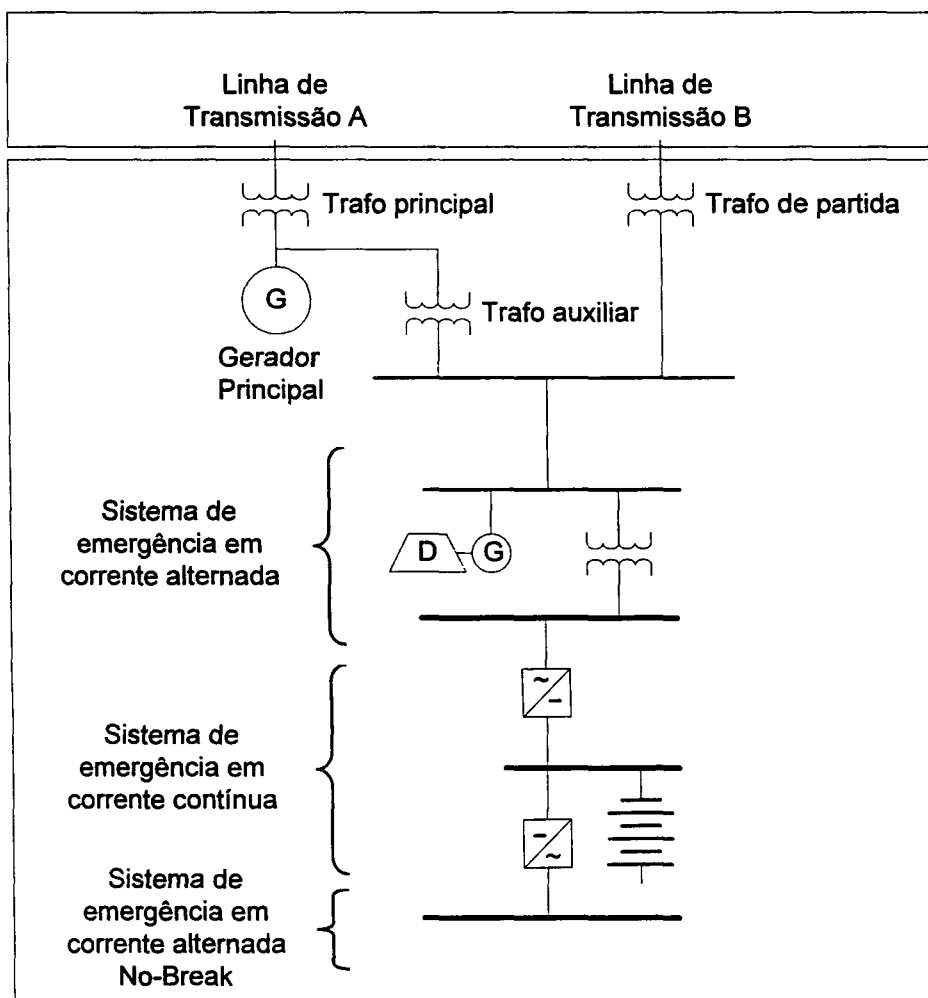 Linha de
Transmissão A
Linha de
Transmissão B
Trafo principal
Trafo de partida
G
Trafo auxiliar
Gerador
Principal
Sistema de
emergência em
corrente alternada
D
G
~
-
Sistema de
emergência em
corrente contínua
-
~
Sistema de
emergência em
corrente alternada
No-Break